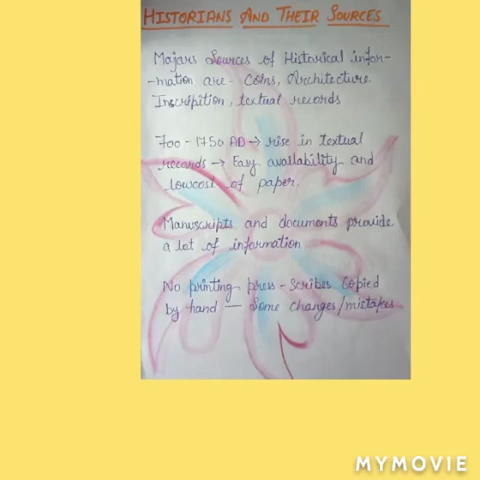 HISTORIANS AND THEIR SOURCES
Majors Sources of Historical infor-
-mation are - Coins, Architecture
Inscripition, textual records
700 - 1750 AD → rise in textual
records → Easy availability and
lowcost of paper.
Manuscripts and documents provide
a lot of information
No printing press - Scribes Copied
by hand — Some changes/mistakes
MYMOVIE